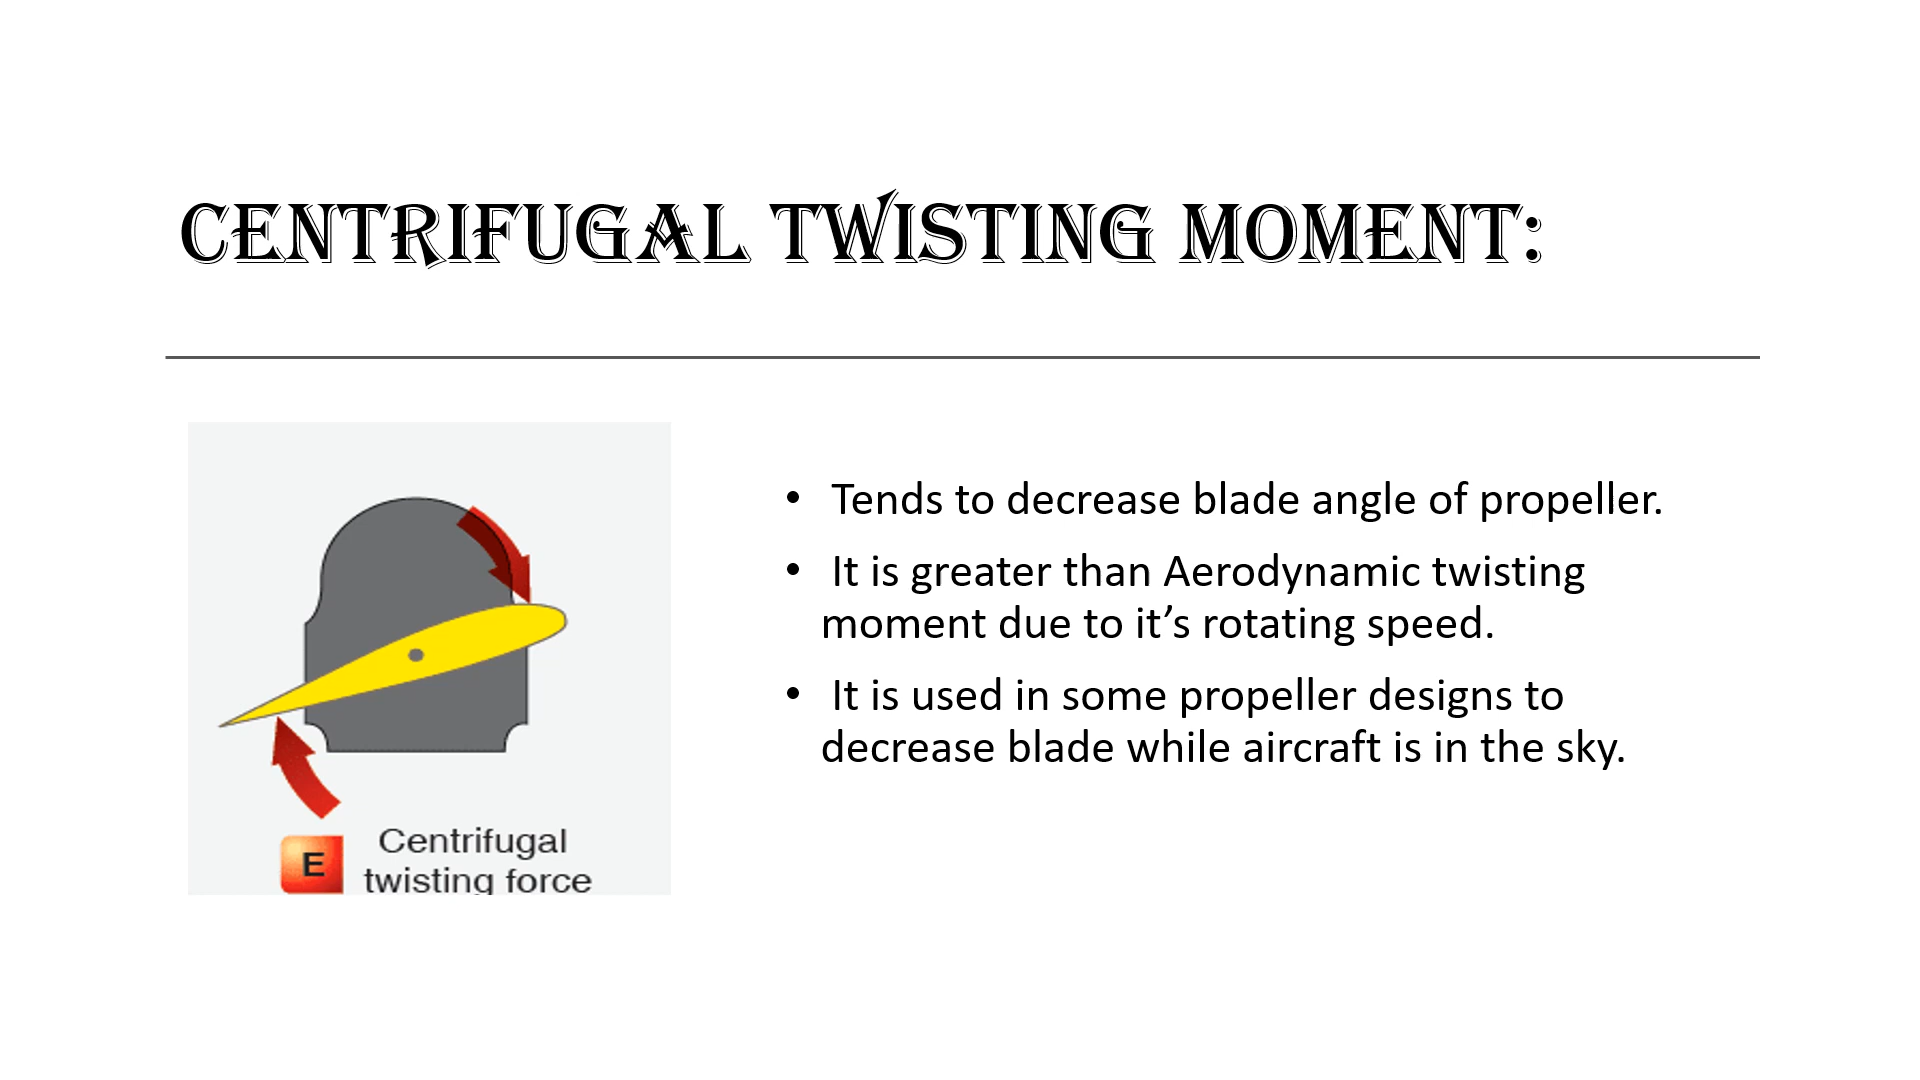 CENTRIFUGAL TWISTING MOMENT:
• Tends to decrease blade angle of propeller.
• It is greater than Aerodynamic twisting
moment due to it’s rotating speed.
• It is used in some propeller designs to
decrease blade while aircraft is in the sky.
E
Centrifugal
twisting force